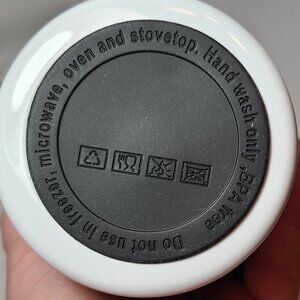 Do not use in freezer, microwave, oven and stovetop. Hand wash only ,BPA free